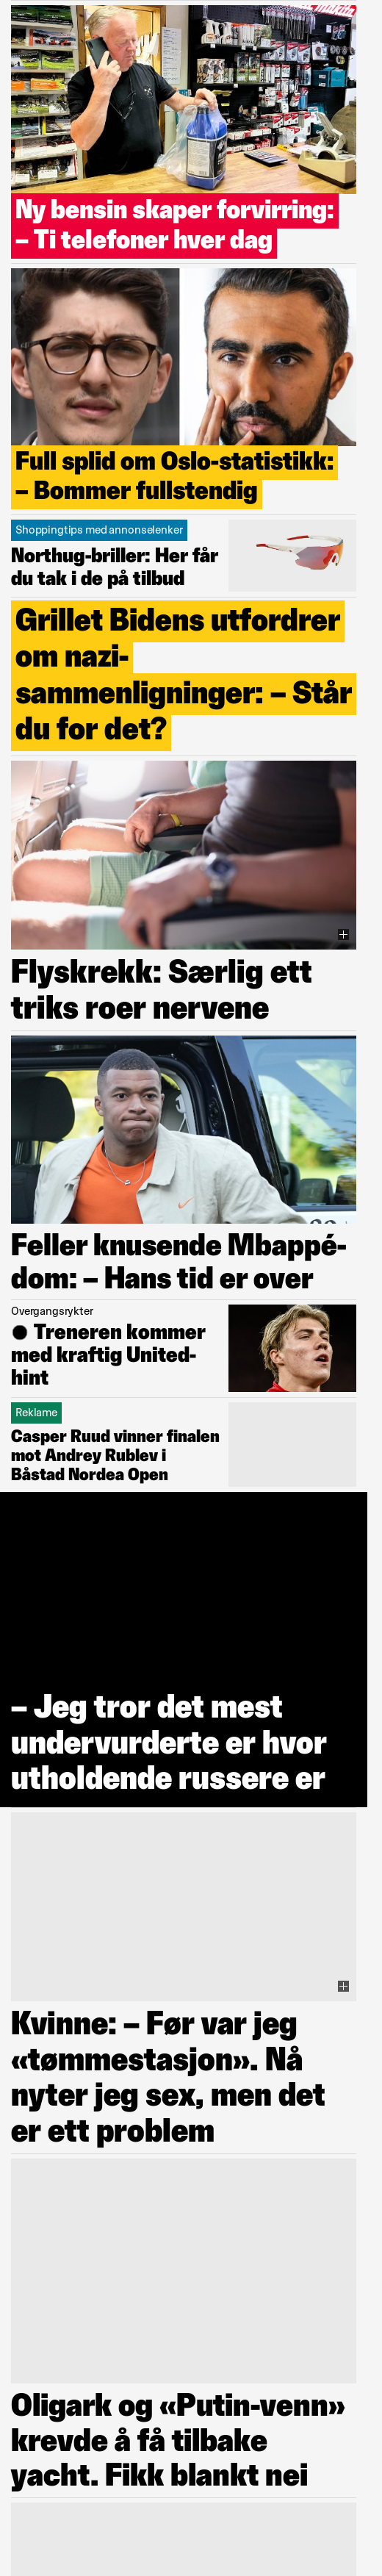 Ny bensin skaper forvirring:
– Ti telefoner hver dag
Full splid om Oslo-statistikk:
– Bommer fullstendig
Shoppingtips med annonselenker
Northug-briller: Her får
du tak i de på tilbud
Grillet Bidens utfordrer
om nazi-
sammenligninger: – Står
du for det?
Flyskrekk: Særlig ett
triks roer nervene
Feller knusende Mbappé-
dom: – Hans tid er over
Overgangsrykter
Treneren kommer
med kraftig United-
hint
Reklame
Casper Ruud vinner finalen
mot Andrey Rublev i
Båstad Nordea Open
– Jeg tror det mest
undervurderte er hvor
utholdende russere er
Kvinne: – Før var jeg
«tømmestasjon». Nå
nyter jeg sex, men det
er ett problem
Oligark og «Putin-venn»
krevde å få tilbake
yacht. Fikk blankt nei